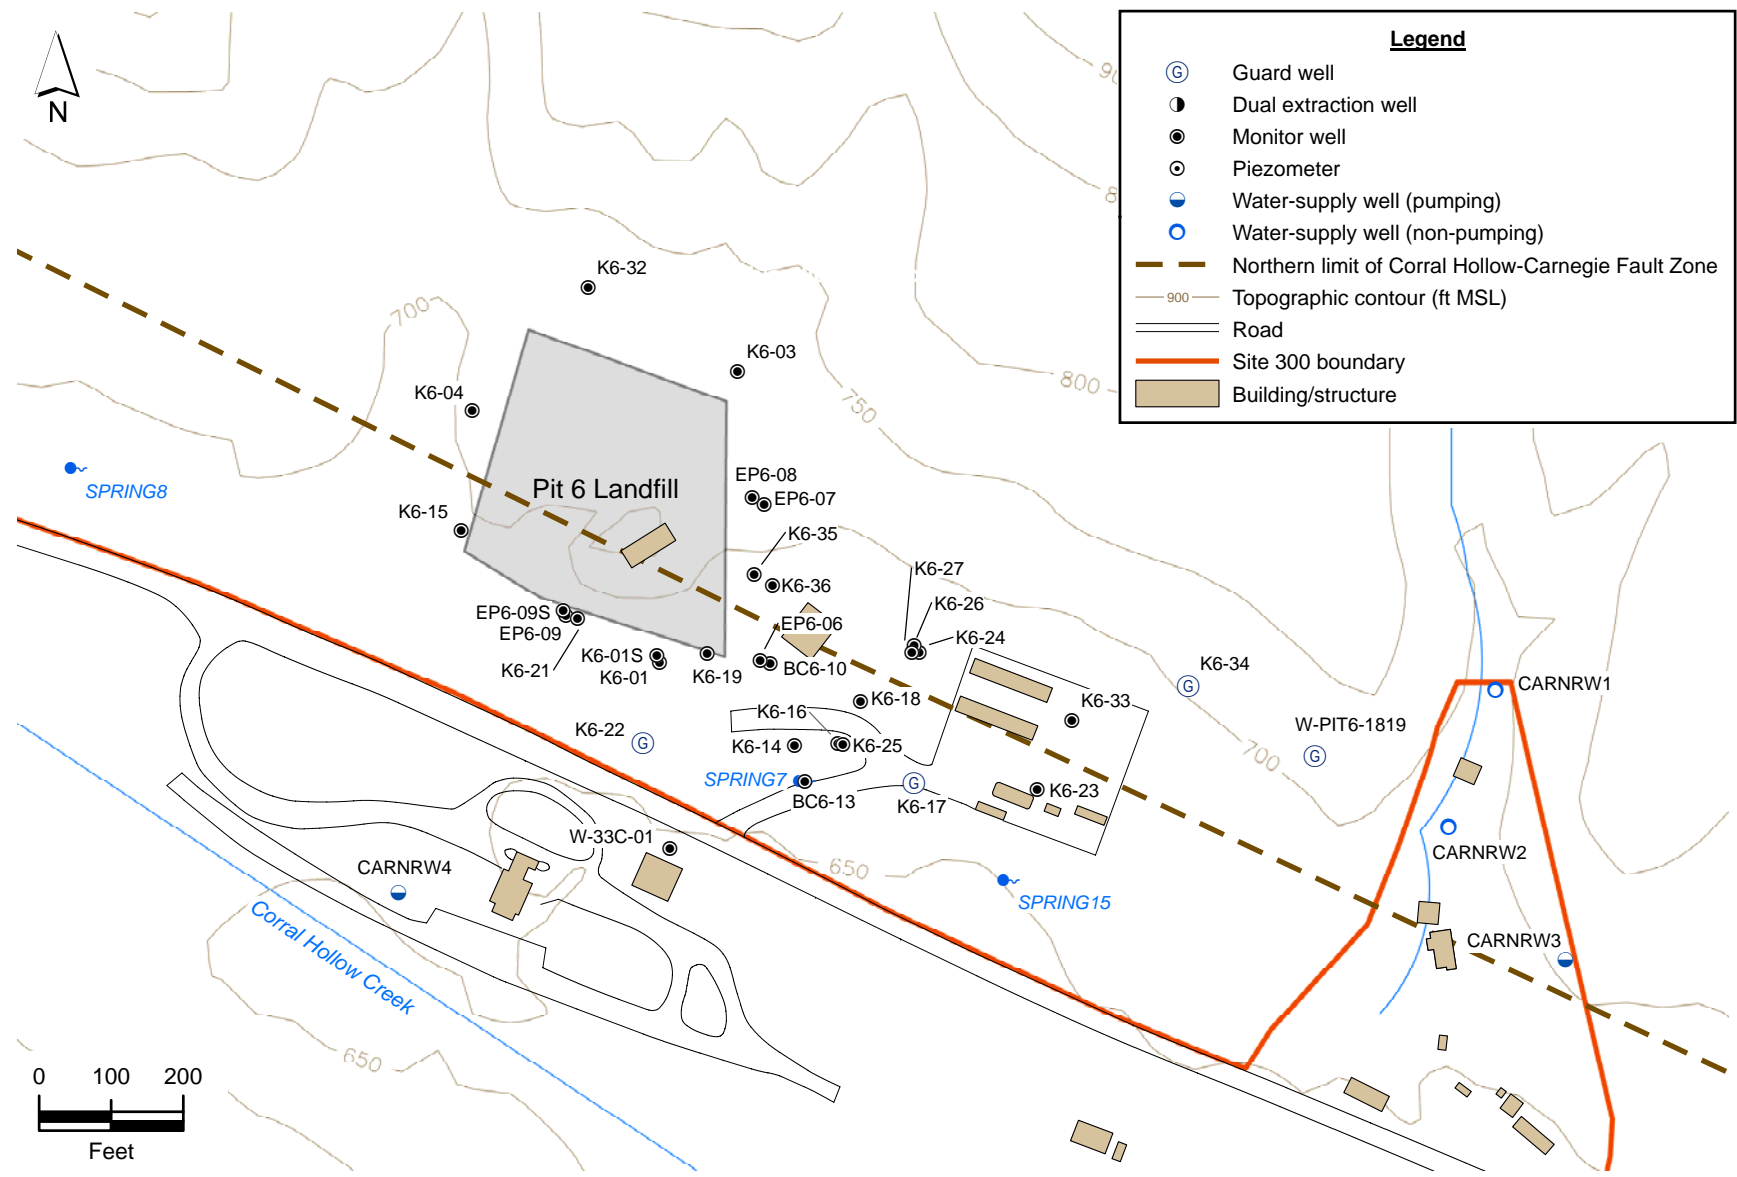 Legend
Guard well
Dual extraction well
Monitor well
Piezometer
Water-supply well (pumping)
Water-supply well (non-pumping)
Northern limit of Corral Hollow-Carnegie Fault Zone
900 Topographic contour (ft MSL)
Road
Site 300 boundary
Building/structure
G
N
K6-32
700
K6-03
800
K6-04
750
Pit 6 Landfill
EP6-08
EP6-07
SPRING8
K6-15
K6-35
K6-27
K6-36
K6-26
EP6-09S
EP6-09
EP6-06
K6-24
K6-21
K6-01S
K6-01
K6-19
BC6-10
K6-34
G
CARNRW1
K6-18
K6-33
K6-16
K6-22
G
K6-14
K6-25
W-PIT6-1819
G
700
SPRING7
BC6-13
G
K6-17
K6-23
W-33C-01
CARNRW2
CARNRW4
650
SPRING15
Corral Hollow Creek
CARNRW3
650
0 100 200
Feet